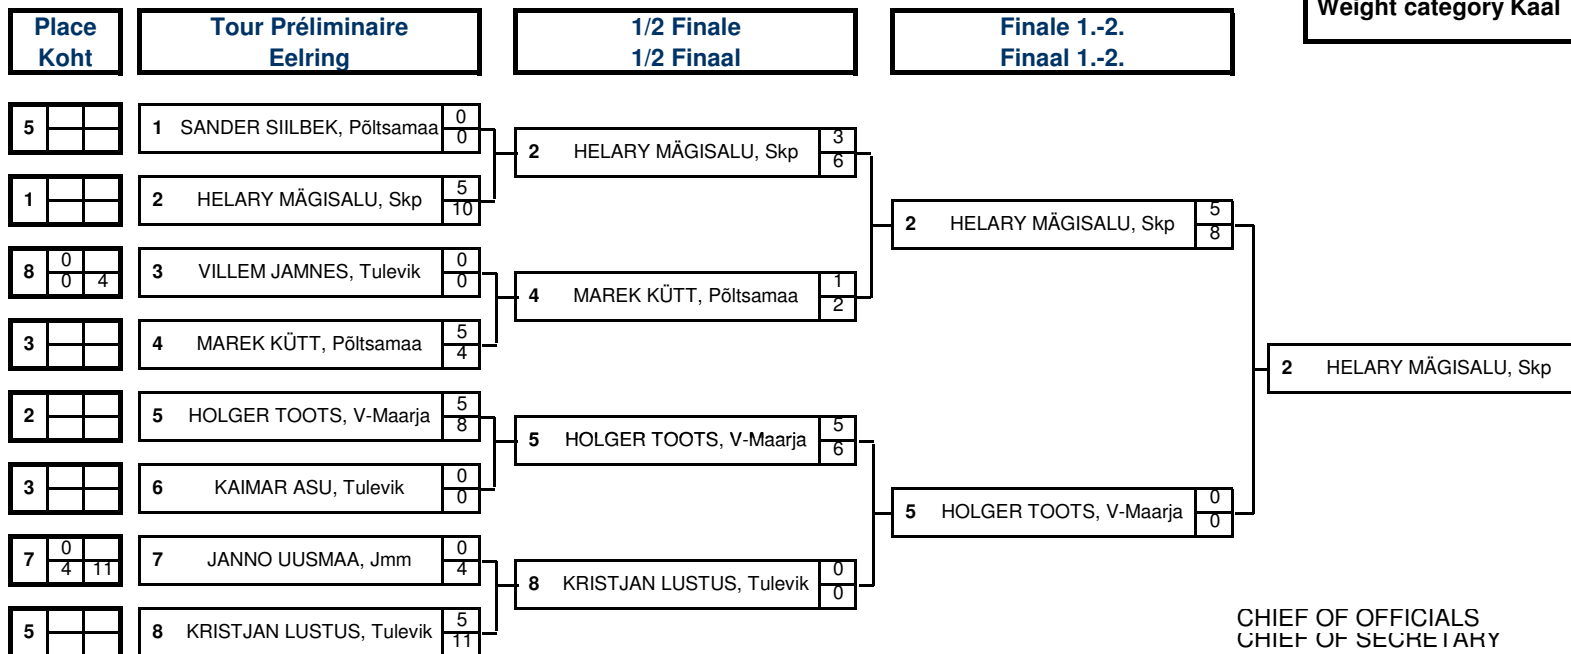 Weight category Kaal
Place Tour Préliminaire 1/2 Finale Finale 1.-2.
Koht Eelring 1/2 Finaal Finaal 1.-2.
5 1 SANDER SIILBEK, Põltsamaa 0
0
2 HELARY MÄGISALU, Skp 3
6
1 2 HELARY MÄGISALU, Skp 5
10
2 HELARY MÄGISALU, Skp 5
8
8 0 3 VILLEM JAMNES, Tulevik 0
0 4 0
4 MAREK KÜTT, Põltsamaa 1
2
3 4 MAREK KÜTT, Põltsamaa 5
4
2 HELARY MÄGISALU, Skp
2 5 HOLGER TOOTS, V-Maarja 5
8
5 HOLGER TOOTS, V-Maarja 5
6
3 6 KAIMAR ASU, Tulevik 0
0
5 HOLGER TOOTS, V-Maarja 0
0
7 0 7 JANNO UUSMAA, Jmm 0
4 11 4
8 KRISTJAN LUSTUS, Tulevik 0
0
5 8 KRISTJAN LUSTUS, Tulevik 5
11
CHIEF OF OFFICIALS
CHIEF OF SECRETARY